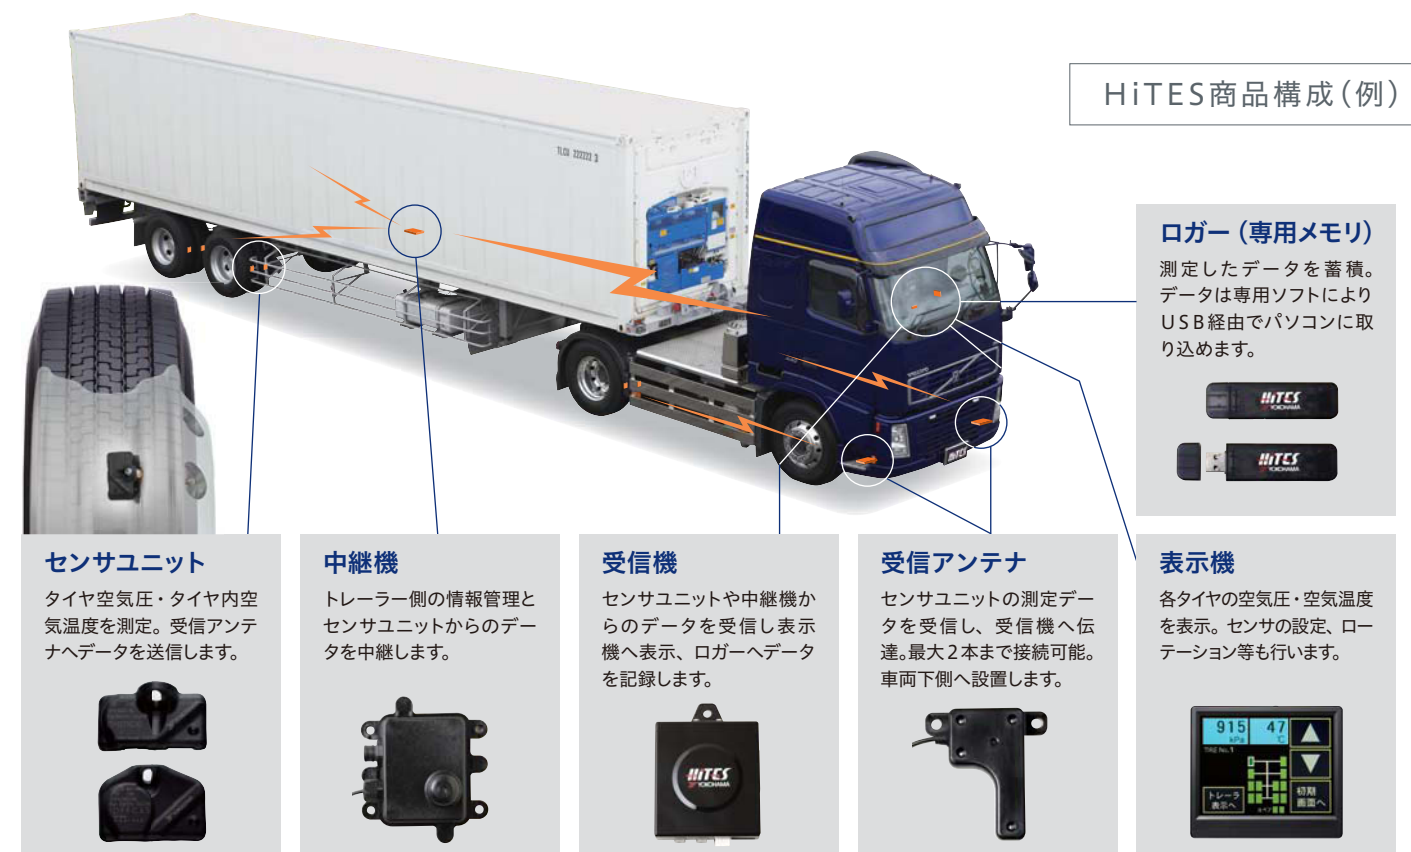 HiTES商品構成(例)
TLCU 222222 3
ロガー(専用メモリ)
測定したデータを蓄積。
データは専用ソフトにより
USB経由でパソコンに取
り込めます。
HiTES
YOKOHAMA
HiTES
YOKOHAMA
HiTES
センサユニット
タイヤ空気圧・タイヤ内空
気温度を測定。受信アンテ
ナへデータを送信します。
中継機
トレーラー側の情報管理と
センサユニットからのデー
タを中継します。
受信機
センサユニットや中継機か
らのデータを受信し表示
機へ表示、ロガーへデータ
を記録します。
HiTES
YOKOHAMA
受信アンテナ
センサユニットの測定デー
タを受信し、受信機へ伝
達。最大2本まで接続可能。
車両下側へ設置します。
表示機
各タイヤの空気圧・空気温度
を表示。センサの設定、ロー
テーション等も行います。
915 47
kPa ℃
TIRE No.1
トレーラ
表示へ
初期
画面へ